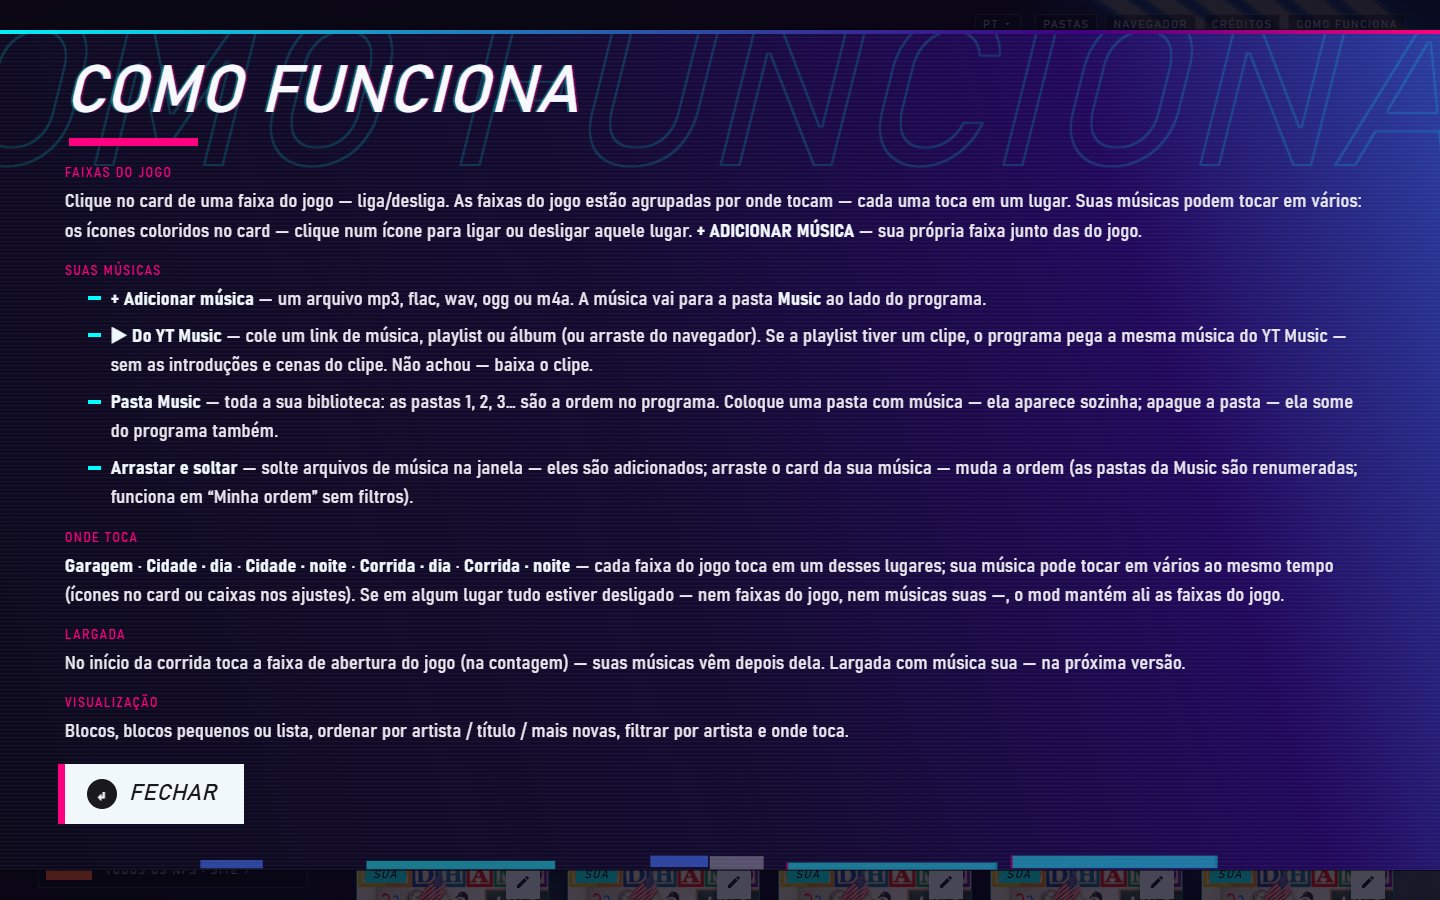 PT
PASTAS
NAVEGADOR
CRÉDITOS
COMO FUNCIONA
OMO FUNCIONA
COMO FUNCIONA
FAIXAS DO JOGO
Clique no card de uma faixa do jogo — liga/desliga. As faixas do jogo estão agrupadas por onde tocam — cada uma toca em um lugar. Suas músicas podem tocar em vários:
os ícones coloridos no card — clique num ícone para ligar ou desligar aquele lugar. + ADICIONAR MÚSICA — sua própria faixa junto das do jogo.
SUAS MÚSICAS
+ Adicionar música — um arquivo mp3, flac, wav, ogg ou m4a. A música vai para a pasta Music ao lado do programa.
▶ Do YT Music — cole um link de música, playlist ou álbum (ou arraste do navegador). Se a playlist tiver um clipe, o programa pega a mesma música do YT Music —
sem as introduções e cenas do clipe. Não achou — baixa o clipe.
Pasta Music — toda a sua biblioteca: as pastas 1, 2, 3... são a ordem no programa. Coloque uma pasta com música — ela aparece sozinha; apague a pasta — ela some
do programa também.
Arrastar e soltar — solte arquivos de música na janela — eles são adicionados; arraste o card da sua música — muda a ordem (as pastas da Music são renumeradas;
funciona em “Minha ordem” sem filtros).
ONDE TOCA
Garagem · Cidade · dia · Cidade · noite · Corrida · dia · Corrida · noite — cada faixa do jogo toca em um desses lugares; sua música pode tocar em vários ao mesmo tempo
(ícones no card ou caixas nos ajustes). Se em algum lugar tudo estiver desligado — nem faixas do jogo, nem músicas suas —, o mod mantém ali as faixas do jogo.
LARGADA
No início da corrida toca a faixa de abertura do jogo (na contagem) — suas músicas vêm depois dela. Largada com música sua — na próxima versão.
VISUALIZAÇÃO
Blocos, blocos pequenos ou lista, ordenar por artista / título / mais novas, filtrar por artista e onde toca.
FECHAR
TODOS OS NFS · SITE
SUA
SUA
SUA
SUA
SUA